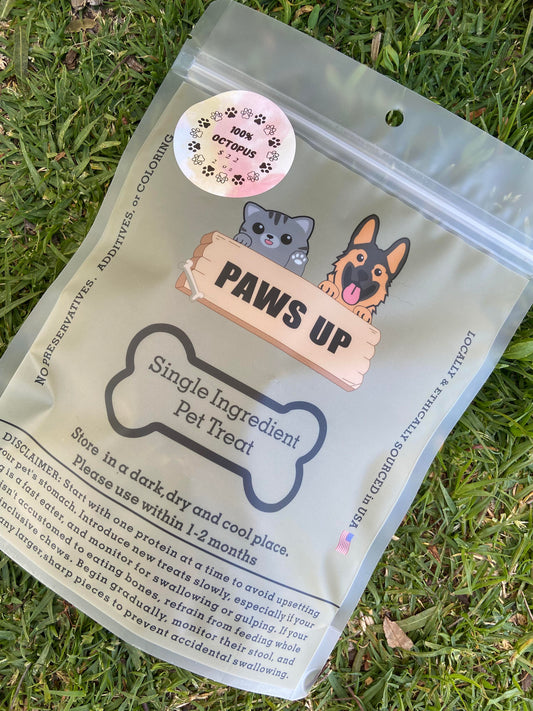 100%
OCTOPUS
$22
PAWS UP
NO PRESERVATIVES, ADDITIVES, or COLORING
LOCALLY & ETHICALLY SOURCED in USA
Single Ingredient
Pet Treat
Store in a dark, dry and cool place.
Please use within 1-2 months
DISCLAIMER: Start with one protein at a time to avoid upsetting
your pet's stomach. Introduce new treats slowly, especially if your
is a fast eater, and monitor for swallowing or gulping. If your
isn't accustomed to eating bones, refrain from feeding whole
inclusive chews. Begin gradually, monitor their stool, and
any larger, sharp pieces to prevent accidental swallowing.